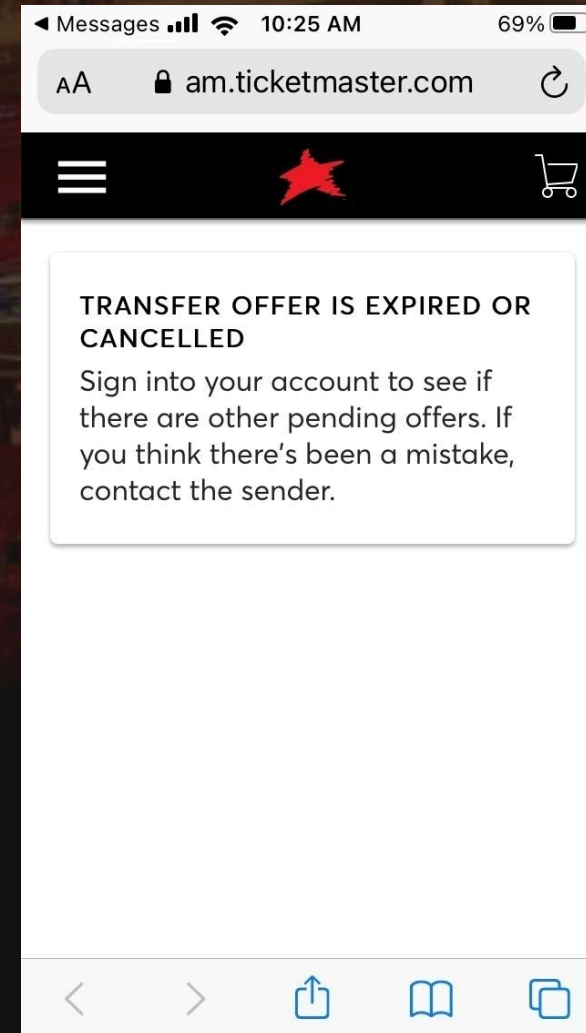 ◀ Messages 10:25 AM 69%
AA am.ticketmaster.com
TRANSFER OFFER IS EXPIRED OR
CANCELLED
Sign into your account to see if
there are other pending offers. If
you think there's been a mistake,
contact the sender.